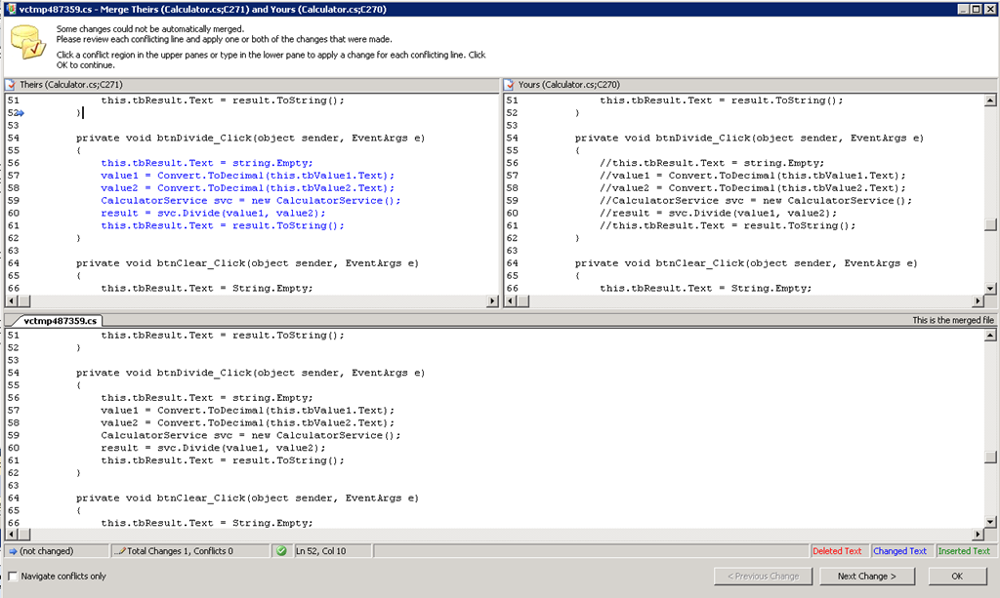 vctmp487359.cs - Merge Theirs (Calculator.cs;C271) and Yours (Calculator.cs;C270)
Some changes could not be automatically merged.
Please review each conflicting line and apply one or both of the changes that were made.
Click a conflict region in the upper panes or type in the lower pane to apply a change for each conflicting line. Click
OK to continue.
Theirs (Calculator.cs;C271)
51 this.tbResult.Text = result.ToString();
52 }
53
54 private void btnDivide_Click(object sender, EventArgs e)
55 {
56 this.tbResult.Text = string.Empty;
57 value1 = Convert.ToDecimal(this.tbValue1.Text);
58 value2 = Convert.ToDecimal(this.tbValue2.Text);
59 CalculatorService svc = new CalculatorService();
60 result = svc.Divide(value1, value2);
61 this.tbResult.Text = result.ToString();
62 }
63
64 private void btnClear_Click(object sender, EventArgs e)
65 {
66 this.tbResult.Text = String.Empty;
Yours (Calculator.cs;C270)
51 this.tbResult.Text = result.ToString();
52 }
53
54 private void btnDivide_Click(object sender, EventArgs e)
55 {
56 //this.tbResult.Text = string.Empty;
57 //value1 = Convert.ToDecimal(this.tbValue1.Text);
58 //value2 = Convert.ToDecimal(this.tbValue2.Text);
59 //CalculatorService svc = new CalculatorService();
60 //result = svc.Divide(value1, value2);
61 //this.tbResult.Text = result.ToString();
62 }
63
64 private void btnClear_Click(object sender, EventArgs e)
65 {
66 this.tbResult.Text = String.Empty;
vctmp487359.cs This is the merged file
51 this.tbResult.Text = result.ToString();
52 }
53
54 private void btnDivide_Click(object sender, EventArgs e)
55 {
56 this.tbResult.Text = string.Empty;
57 value1 = Convert.ToDecimal(this.tbValue1.Text);
58 value2 = Convert.ToDecimal(this.tbValue2.Text);
59 CalculatorService svc = new CalculatorService();
60 result = svc.Divide(value1, value2);
61 this.tbResult.Text = result.ToString();
62 }
63
64 private void btnClear_Click(object sender, EventArgs e)
65 {
66 this.tbResult.Text = String.Empty;
(not changed) Total Changes 1, Conflicts 0 Ln 52, Col 10 Deleted Text Changed Text Inserted Text
Navigate conflicts only < Previous Change Next Change > OK